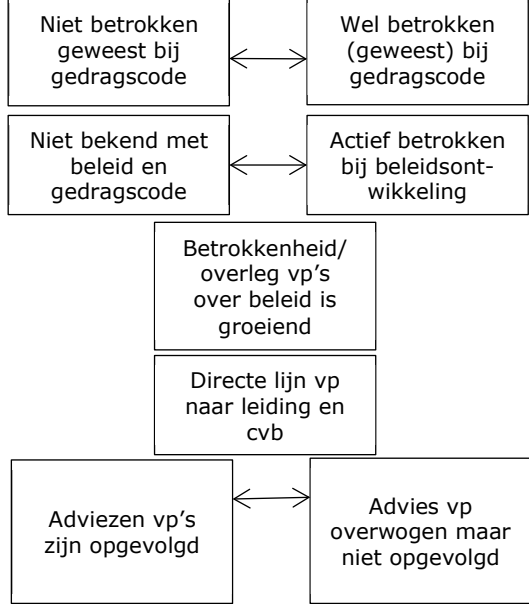 Niet betrokken
geweest bij
gedragscode
Wel betrokken
(geweest) bij
gedragscode
Niet bekend met
beleid en
gedragscode
Actief betrokken
bij beleidsont-
wikkeling
Betrokkenheid/
overleg vp's
over beleid is
groeiend
Directe lijn vp
naar leiding en
cvb
Adviezen vp's
zijn opgevolgd
Advies vp
overwogen maar
niet opgevolgd